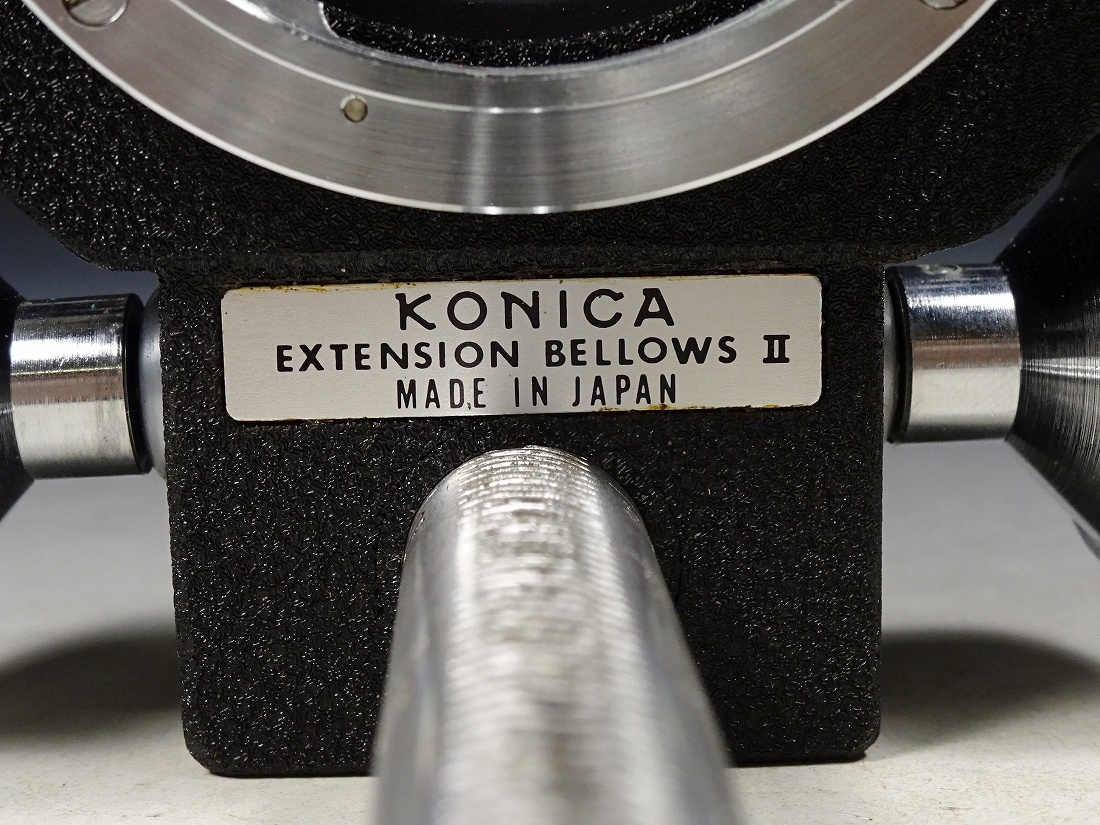 KONICA
EXTENSION BELLOWS II
MADE IN JAPAN